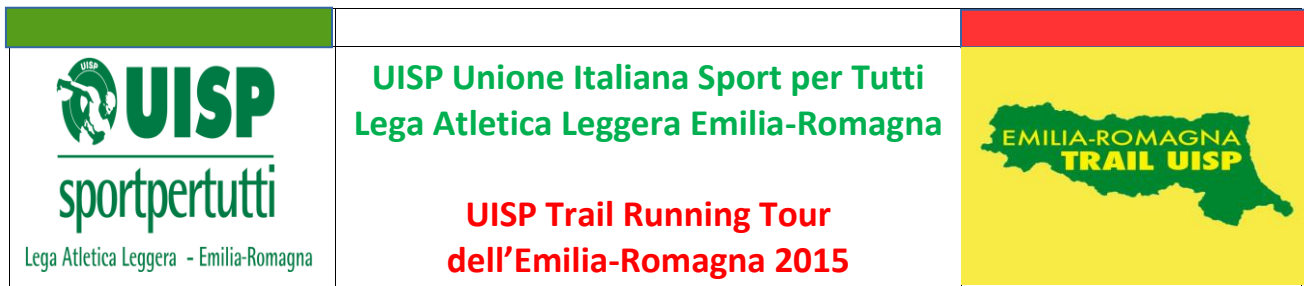 UISP
UISP
sportpertutti
Lega Atletica Leggera - Emilia-Romagna
UISP Unione Italiana Sport per Tutti
Lega Atletica Leggera Emilia-Romagna
UISP Trail Running Tour
dell'Emilia-Romagna 2015
EMILIA-ROMAGNA
TRAIL UISP